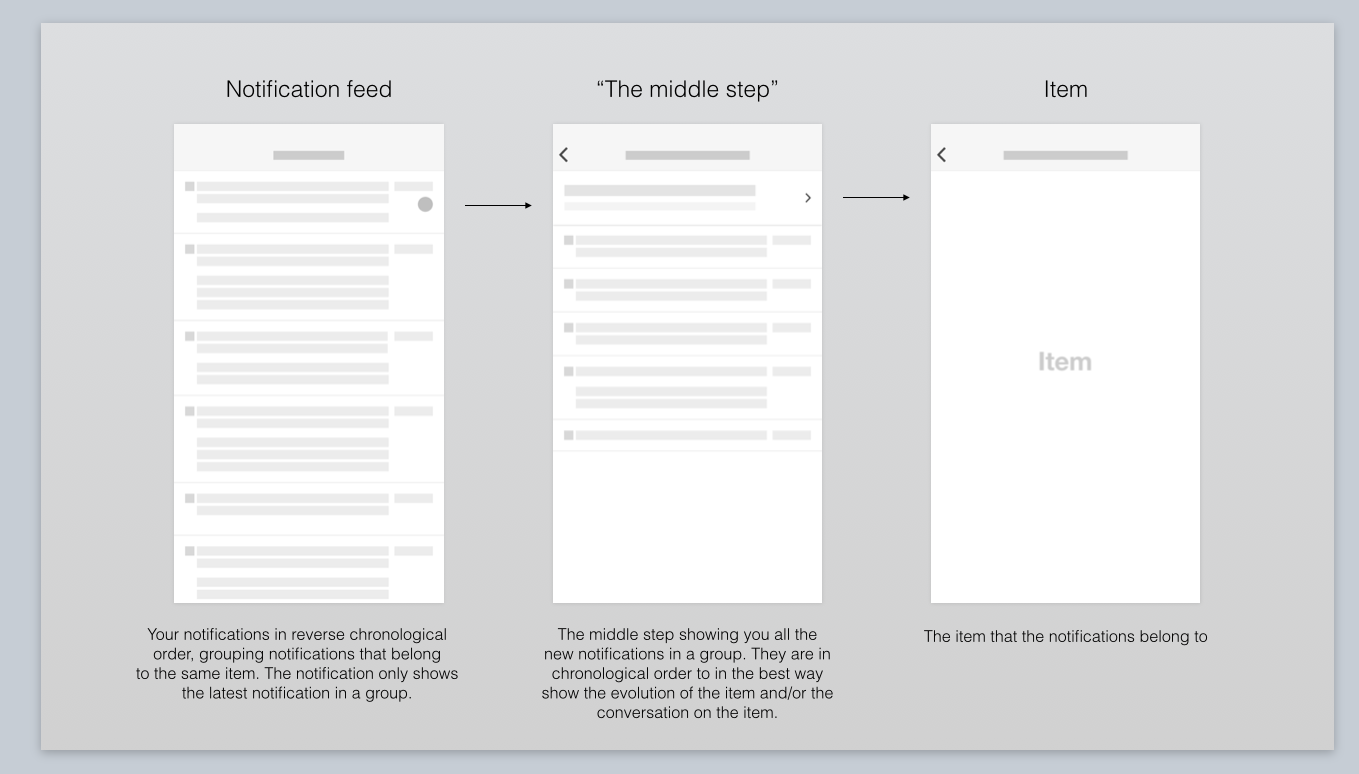 Notification feed
“The middle step”
Item
Item
Your notifications in reverse chronological
order, grouping notifications that belong
to the same item. The notification only shows
the latest notification in a group.
The middle step showing you all the
new notifications in a group. They are in
chronological order to in the best way
show the evolution of the item and/or the
conversation on the item.
The item that the notifications belong to